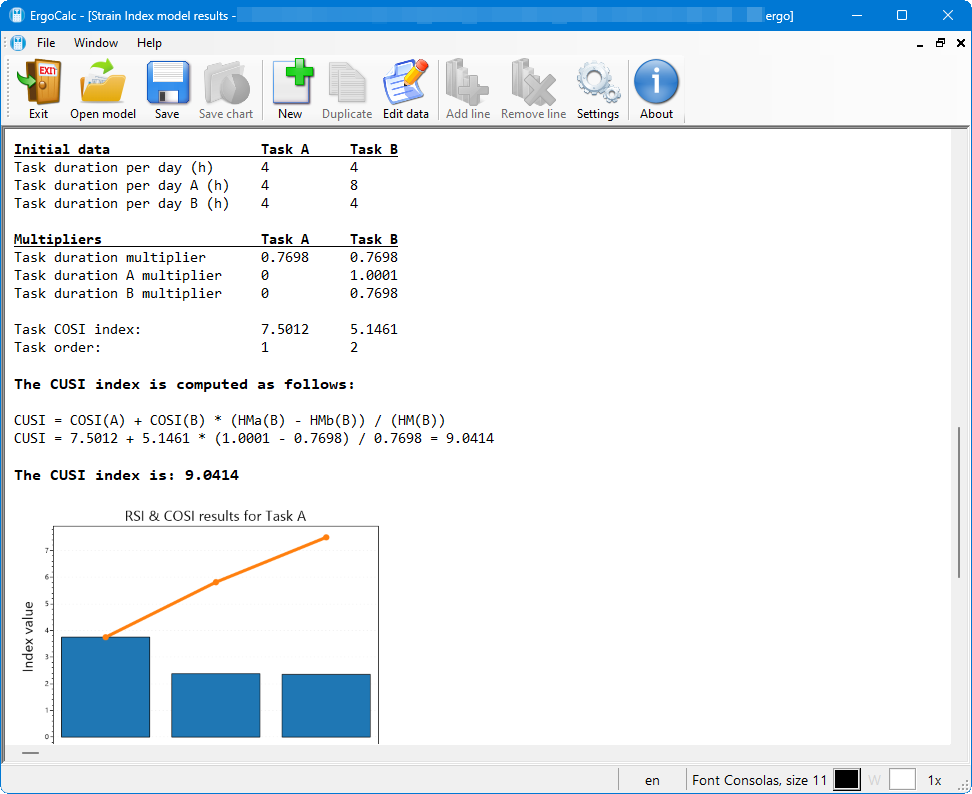 ErgoCalc - [Strain Index model results - ergo]
File Window Help
Exit Open model Save Save chart New Duplicate Edit data Add line Remove line Settings About
Initial data Task A Task B
Task duration per day (h) 4 4
Task duration per day A (h) 4 8
Task duration per day B (h) 4 4
Multipliers Task A Task B
Task duration multiplier 0.7698 0.7698
Task duration A multiplier 0 1.0001
Task duration B multiplier 0 0.7698
Task COSI index: 7.5012 5.1461
Task order: 1 2
The CUSI index is computed as follows:
CUSI = COSI(A) + COSI(B) * (HMa(B) - HMb(B)) / (HM(B))
CUSI = 7.5012 + 5.1461 * (1.0001 - 0.7698) / 0.7698 = 9.0414
The CUSI index is: 9.0414
RSI & COSI results for Task A
Index value
7
6
5
4
3
2
1
0
en Font Consolas, size 11 W 1x